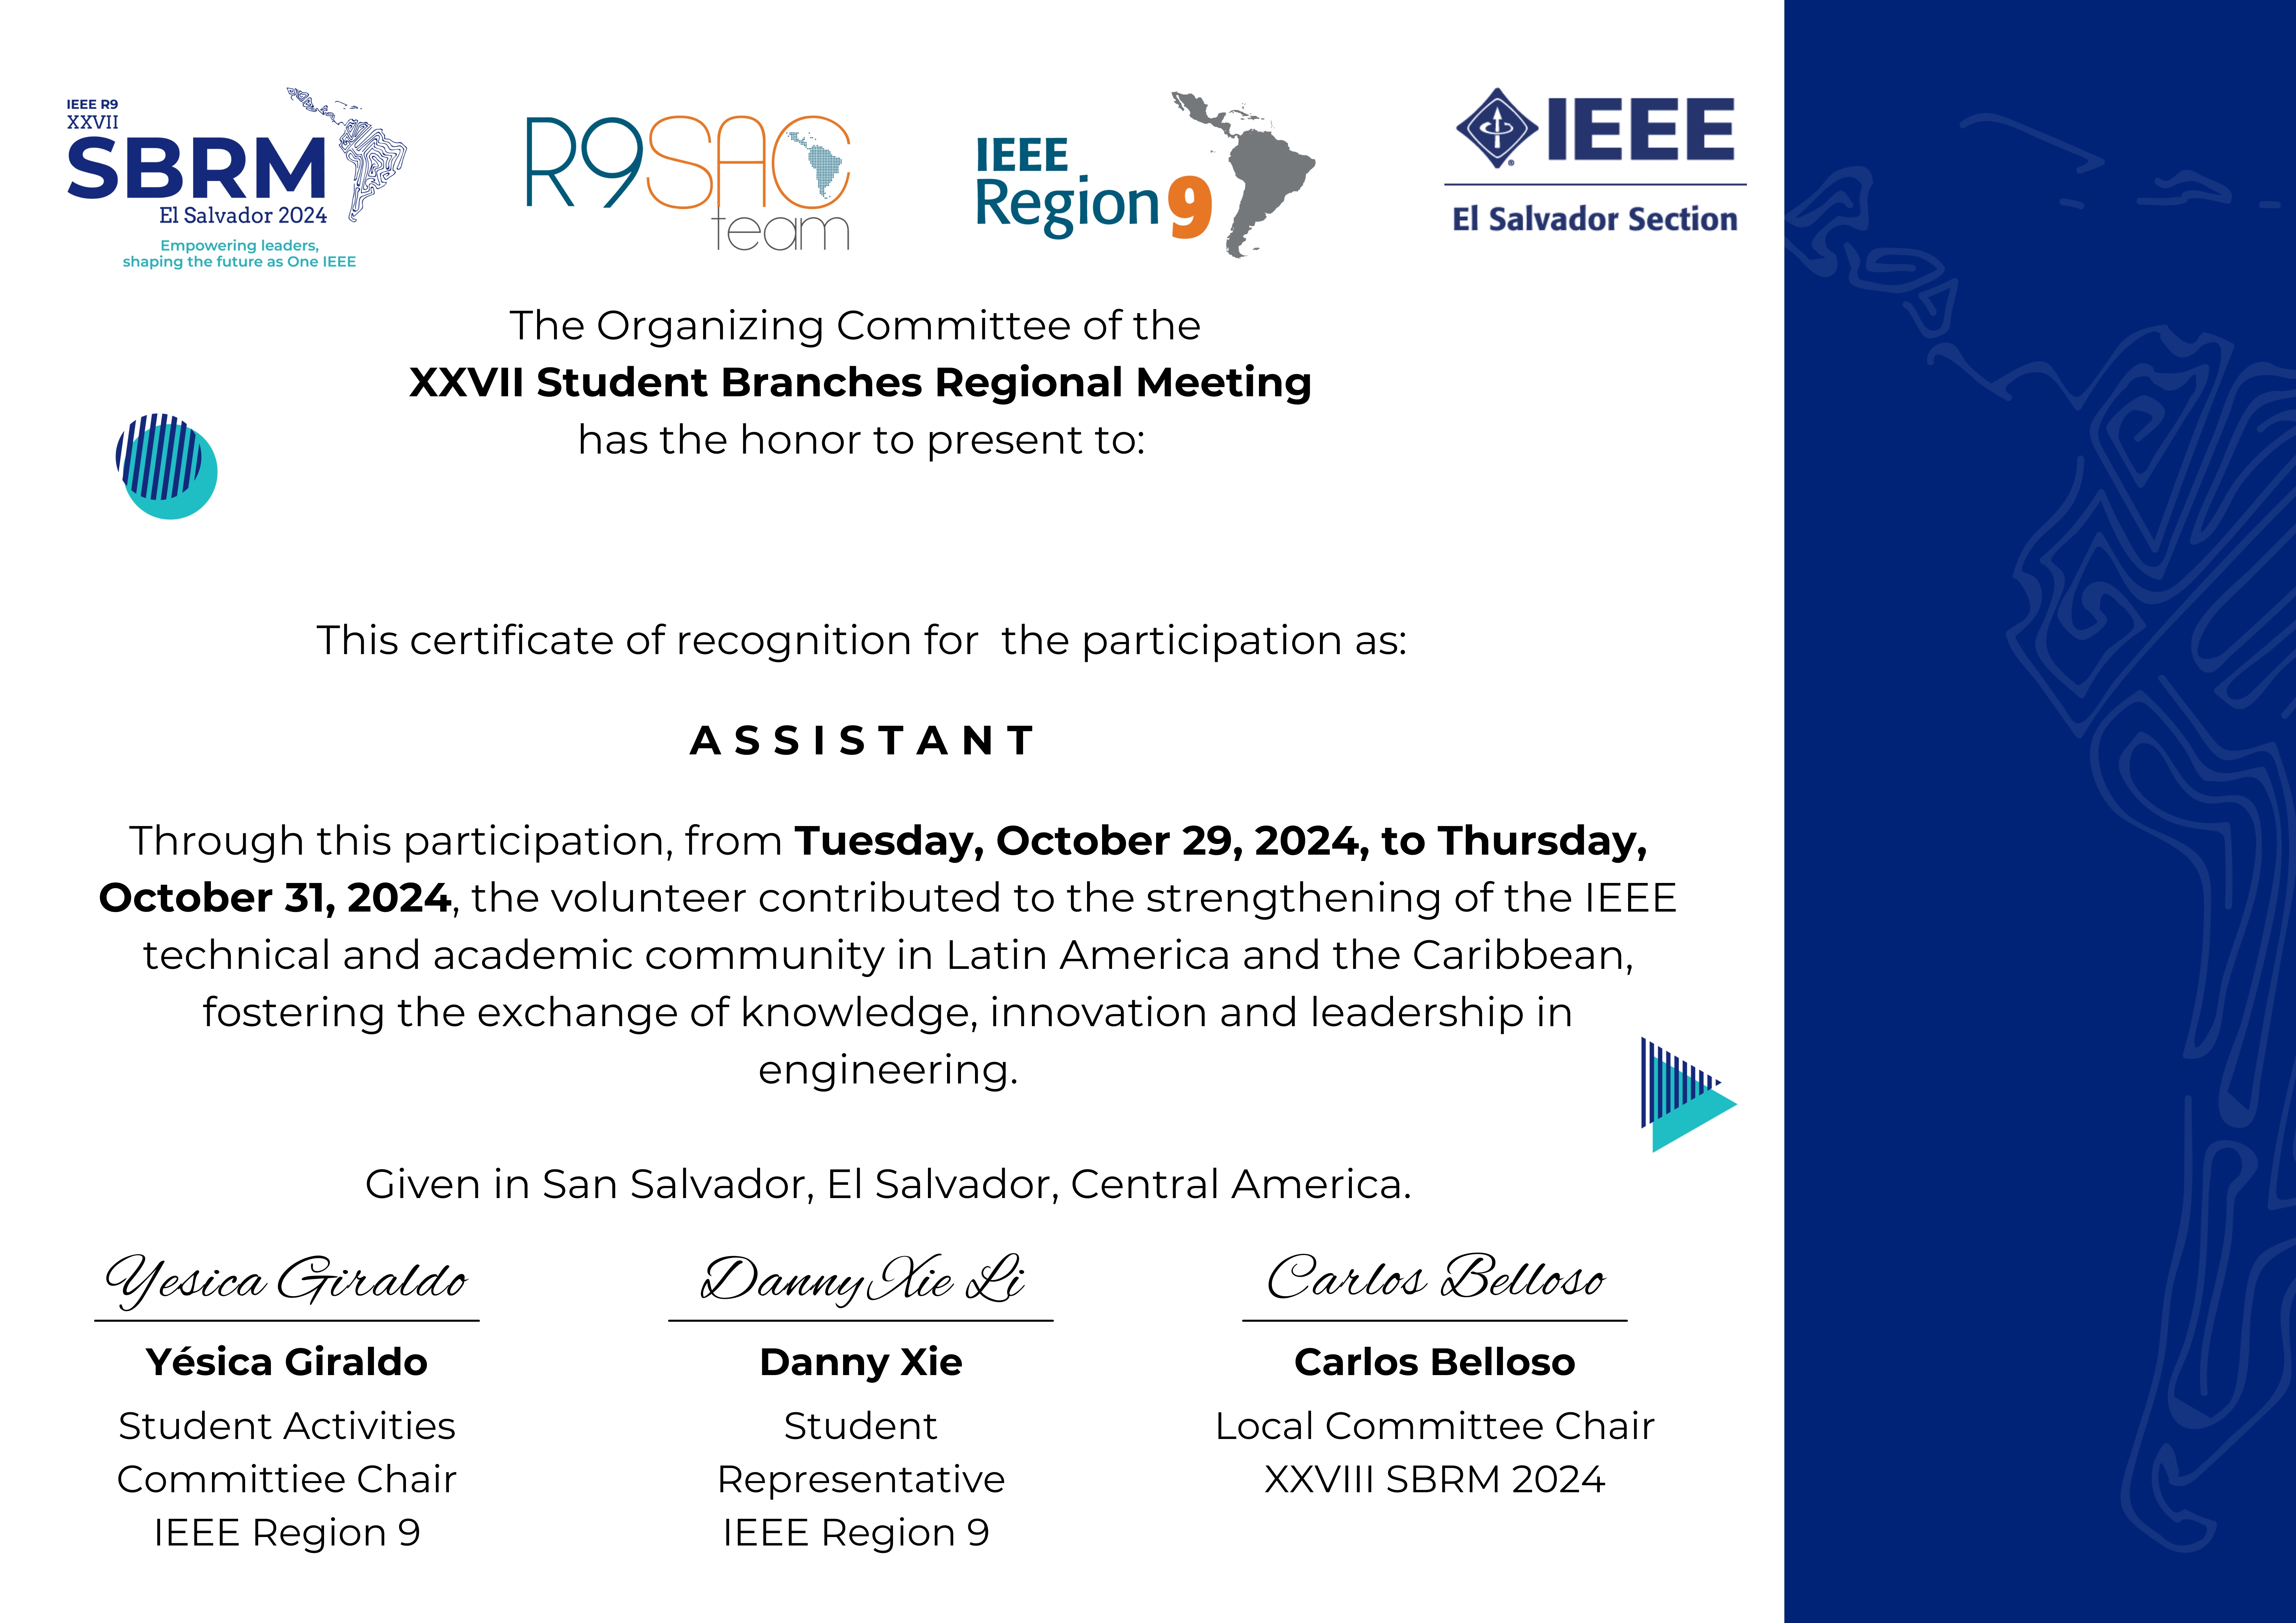 IEEE R9
XXVII
SBRM
El Salvador 2024
Empowering leaders,
shaping the future as One IEEE
R9SAC
team
IEEE
Region 9
IEEE
El Salvador Section
The Organizing Committee of the
XXVII Student Branches Regional Meeting
has the honor to present to:
This certificate of recognition for  the participation as:
ASSISTANT
Through this participation, from Tuesday, October 29, 2024, to Thursday,
October 31, 2024, the volunteer contributed to the strengthening of the IEEE
technical and academic community in Latin America and the Caribbean,
fostering the exchange of knowledge, innovation and leadership in
engineering.
Given in San Salvador, El Salvador, Central America.
Yesica Giraldo
Yésica Giraldo
Student Activities
Committiee Chair
IEEE Region 9
Danny Xie Li
Danny Xie
Student
Representative
IEEE Region 9
Carlos Belloso
Carlos Belloso
Local Committee Chair
XXVIII SBRM 2024